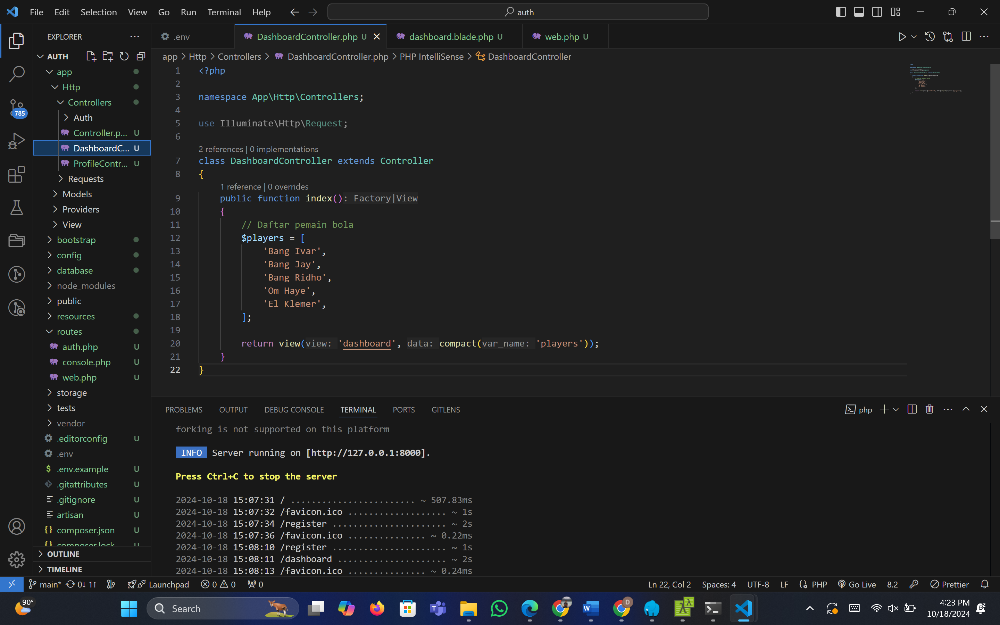 File Edit Selection View Go Run Terminal Help
auth
EXPLORER
AUTH
app
Http
Controllers
Auth
Controller.p... U
DashboardC... U
ProfileContr... U
Requests
Models
Providers
View
bootstrap
config
database
node_modules
public
resources
routes
auth.php U
console.php U
web.php U
storage
tests
vendor
.editorconfig U
.env
.env.example U
.gitattributes U
.gitignore U
artisan U
composer.json U
composer.lock U
OUTLINE
TIMELINE
785
.env DashboardController.php U dashboard.blade.php U web.php U
app > Http > Controllers > DashboardController.php > PHP IntelliSense > DashboardController
1 <?php
2
3 namespace App\Http\Controllers;
4
5 use Illuminate\Http\Request;
6
2 references | 0 implementations
7 class DashboardController extends Controller
8 {
1 reference | 0 overrides
9 public function index(): Factory|View
10 {
11 // Daftar pemain bola
12 $players = [
13 'Bang Ivar',
14 'Bang Jay',
15 'Bang Ridho',
16 'Om Haye',
17 'El Klemer',
18 ];
19
20 return view(view: 'dashboard', data: compact(var_name: 'players'));
21 }
22 }
PROBLEMS OUTPUT DEBUG CONSOLE TERMINAL PORTS GITLENS
php
forking is not supported on this platform
INFO Server running on [http://127.0.0.1:8000].
Press Ctrl+C to stop the server
2024-10-18 15:07:31 / ........................ ~ 507.83ms
2024-10-18 15:07:32 /favicon.ico ................... ~ 1s
2024-10-18 15:07:34 /register ...................... ~ 2s
2024-10-18 15:07:36 /favicon.ico ............... ~ 0.22ms
2024-10-18 15:08:10 /register ...................... ~ 1s
2024-10-18 15:08:11 /dashboard ..................... ~ 2s
2024-10-18 15:08:13 /favicon.ico ............... ~ 0.24ms
main* 0↓ 1↑ Launchpad 0 0 0 Ln 22, Col 2 Spaces: 4 UTF-8 LF PHP Go Live 8.2 Prettier
90°
Search
4:23 PM
10/18/2024